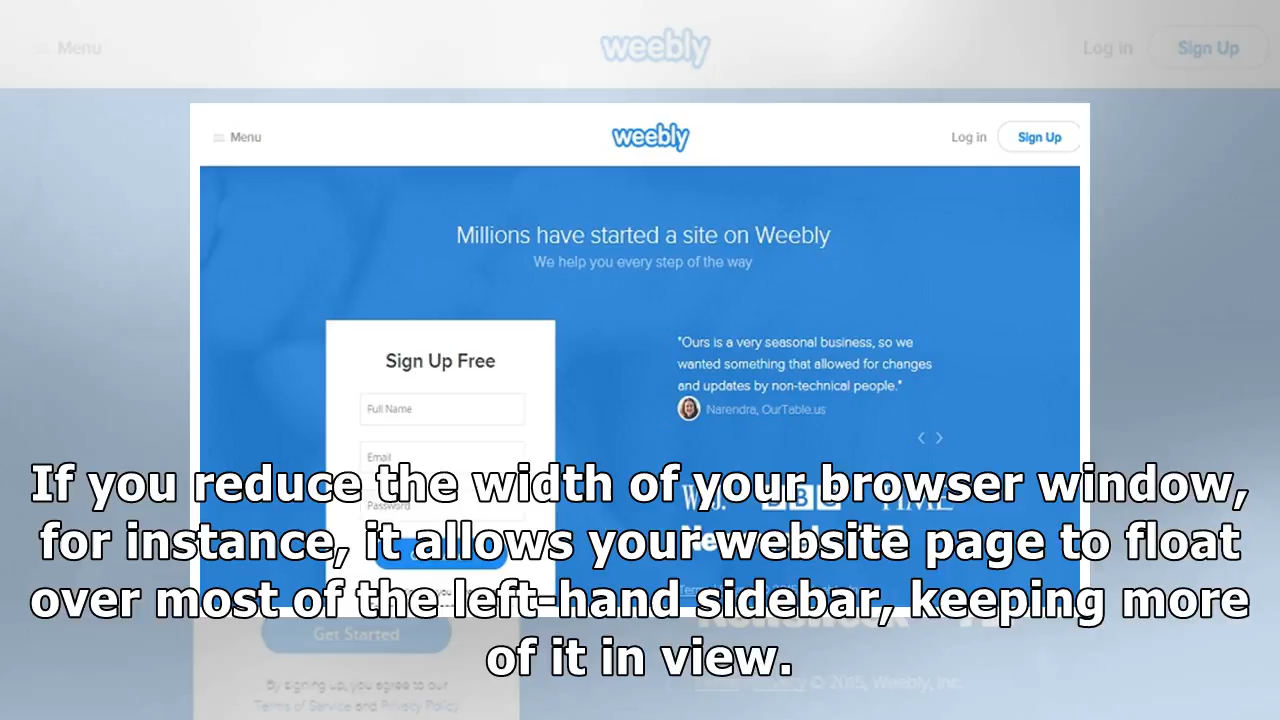 Menu
weebly
Log in
Sign Up
Menu
weebly
Log in
Sign Up
Millions have started a site on Weebly
We help you every step of the way
Sign Up Free
Full Name
Email
Password
"Ours is a very seasonal business, so we
wanted something that allowed for changes
and updates by non-technical people."
Narendra, OurTable.us
BBC
TIME
If you reduce the width of your browser window,
for instance, it allows your website page to float
over most of the left-hand sidebar, keeping more
of it in view.
Get Started
By signing up, you agree to our
Terms of Service and Privacy Policy
© 2015, Weebly, Inc.